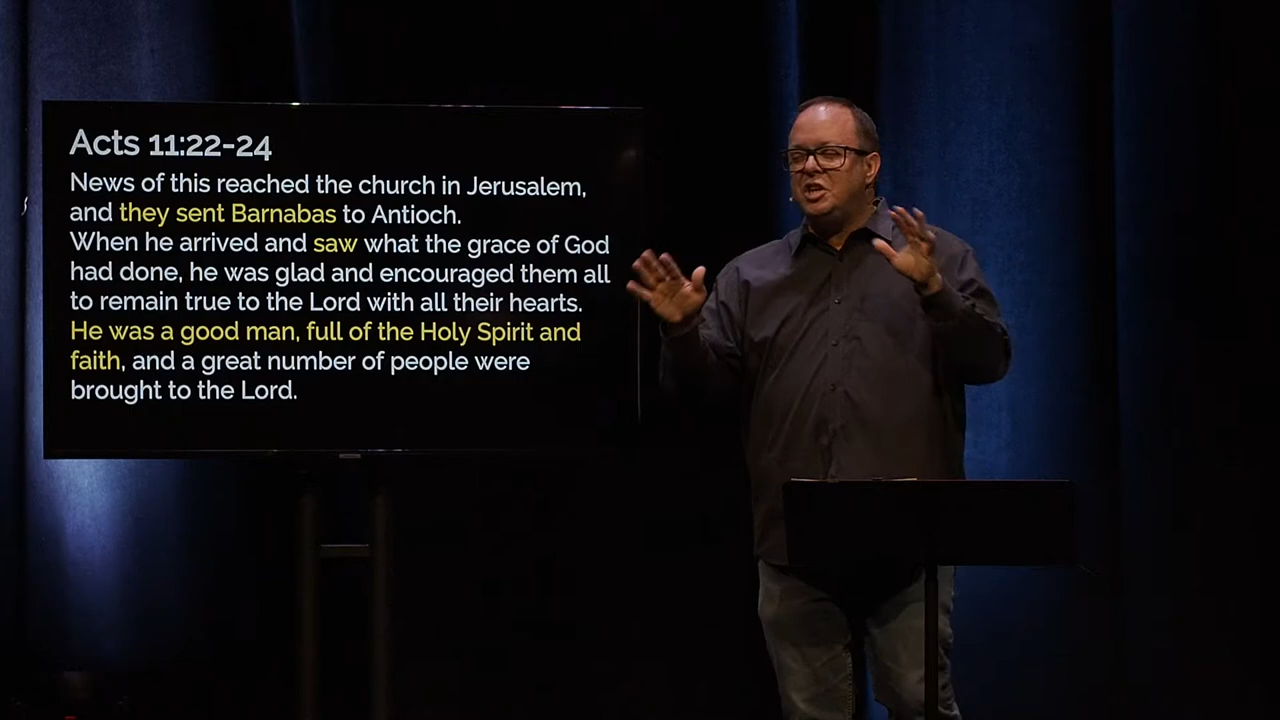 Acts 11:22-24
News of this reached the church in Jerusalem,
and they sent Barnabas to Antioch.
When he arrived and saw what the grace of God
had done, he was glad and encouraged them all
to remain true to the Lord with all their hearts.
He was a good man, full of the Holy Spirit and
faith, and a great number of people were
brought to the Lord.